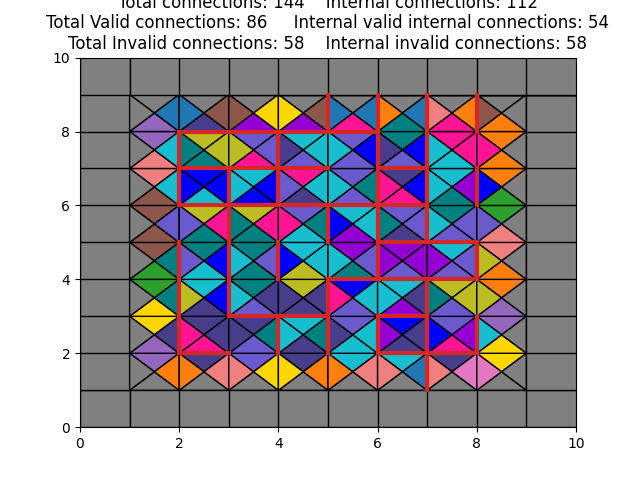 Total connections: 144    Internal connections: 112
Total Valid connections: 86     Internal valid internal connections: 54
Total Invalid connections: 58    Internal invalid connections: 58
10
8
6
4
2
0
0 2 4 6 8 10